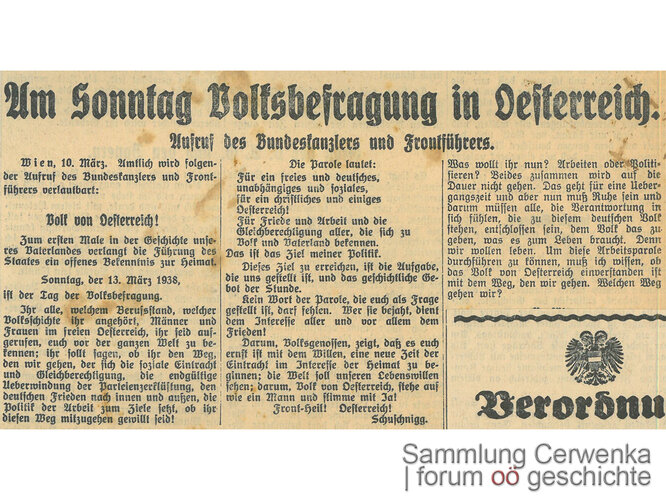 Am Sonntag Volksbefragung in Oesterreich.
Aufruf des Bundeskanzlers und Frontführers.
Wien, 10. März. Amtlich wird folgen-
der Aufruf des Bundeskanzlers und Front-
führers verlautbart:
Volk von Oesterreich!
Zum ersten Male in der Geschichte unse-
res Vaterlandes verlangt die Führung des
Staates ein offenes Bekenntnis zur Heimat.
Sonntag, der 13. März 1938,
ist der Tag der Volksbefragung.
Ihr alle, welchem Berufsstand, welcher
Volksschichte ihr angehört, Männer und
Frauen im freien Oesterreich, ihr seid auf-
gerufen, euch vor der ganzen Welt zu be-
kennen; ihr sollt sagen, ob ihr den Weg,
den wir gehen, der sich die soziale Eintracht
und Gleichberechtigung, die endgültige
Ueberwindung der Parteienzerklüftung, den
deutschen Frieden nach innen und außen, die
Politik der Arbeit zum Ziele setzt, ob ihr
diesen Weg mitzugehen gewillt seid!
Die Parole lautet:
Für ein freies und deutsches,
unabhängiges und soziales,
für ein christliches und einiges
Oesterreich!
Für Friede und Arbeit und die
Gleichberechtigung aller, die sich zu
Volk und Vaterland bekennen.
Das ist das Ziel meiner Politik.
Dieses Ziel zu erreichen, ist die Aufgabe,
die uns gestellt ist, und das geschichtliche Ge-
bot der Stunde.
Kein Wort der Parole, die euch als Frage
gestellt ist, darf fehlen. Wer sie bejaht, dient
dem Interesse aller und vor allem dem
Frieden!
Darum, Volksgenossen, zeigt, daß es euch
ernst ist mit dem Willen, eine neue Zeit der
Eintracht im Interesse der Heimat zu be-
ginnen; die Welt soll unseren Lebenswillen
sehen; darum, Volk von Oesterreich, stehe auf
wie ein Mann und stimme mit Ja!
Front-Heil! Oesterreich!
Schuschnigg.
Was wollt ihr nun? Arbeiten oder Politi-
sieren? Beides zusammen wird auf die
Dauer nicht gehen. Das geht für eine Ueber-
gangszeit und aber nun muß Ruhe sein und
darum müssen alle, die Verantwortung in
sich fühlen, die zu diesem deutschen Volk
stehen, entschlossen sein, dem Volk das zu
geben, was es zum Leben braucht. Denn
wir wollen leben. Um diese Arbeitsparole
durchführen zu können, muß ich wissen, ob
das Volk von Oesterreich einverstanden ist
mit dem Weg, den wir gehen. Welchen Weg
gehen wir?
Verordnu
Sammlung Cerwenka
| forum oö geschichte